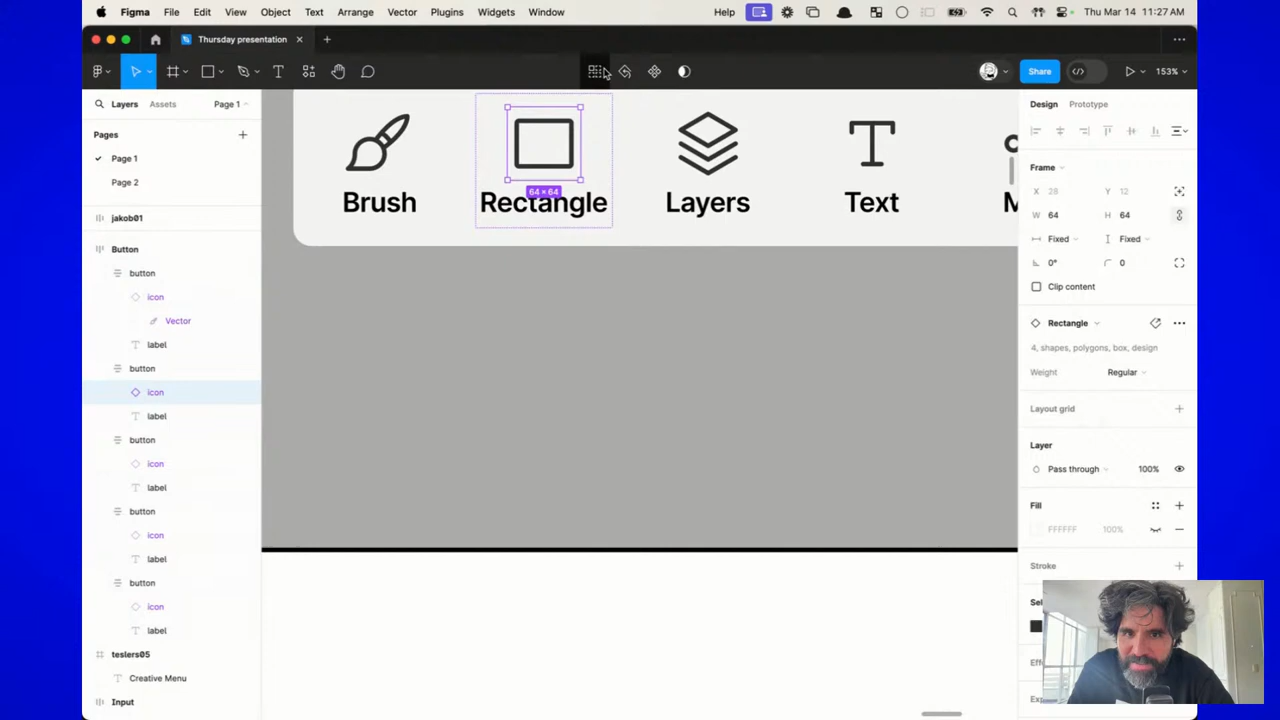 Figma File Edit View Object Text Arrange Vector Plugins Widgets Window Help Thu Mar 14 11:27 AM
Thursday presentation
Share
153%
Layers Assets Page 1
Pages
Page 1
Page 2
jakob01
Button
button
icon
Vector
label
button
icon
label
button
icon
label
button
icon
label
button
icon
label
teslers05
Creative Menu
Input
Brush Rectangle Layers Text
64 × 64
Design Prototype
Frame
X 28 Y 12
W 64 H 64
Fixed Fixed
0° 0
Clip content
Rectangle
4, shapes, polygons, box, design
Weight Regular
Layout grid
Layer
Pass through 100%
Fill
FFFFFF 100%
Stroke